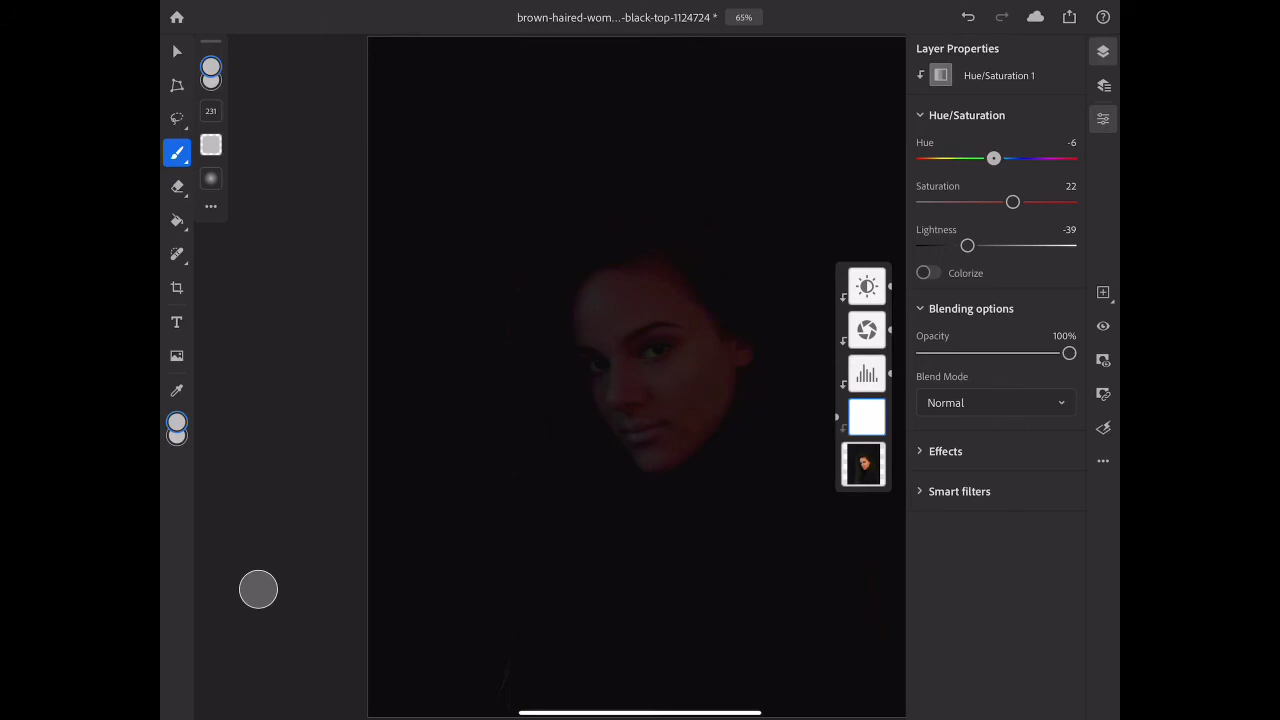 brown-haired-wom...-black-top-1124724 *
65%
231
T
Layer Properties
Hue/Saturation 1
Hue/Saturation
Hue
-6
Saturation
22
Lightness
-39
Colorize
Blending options
Opacity
100%
Blend Mode
Normal
Effects
Smart filters